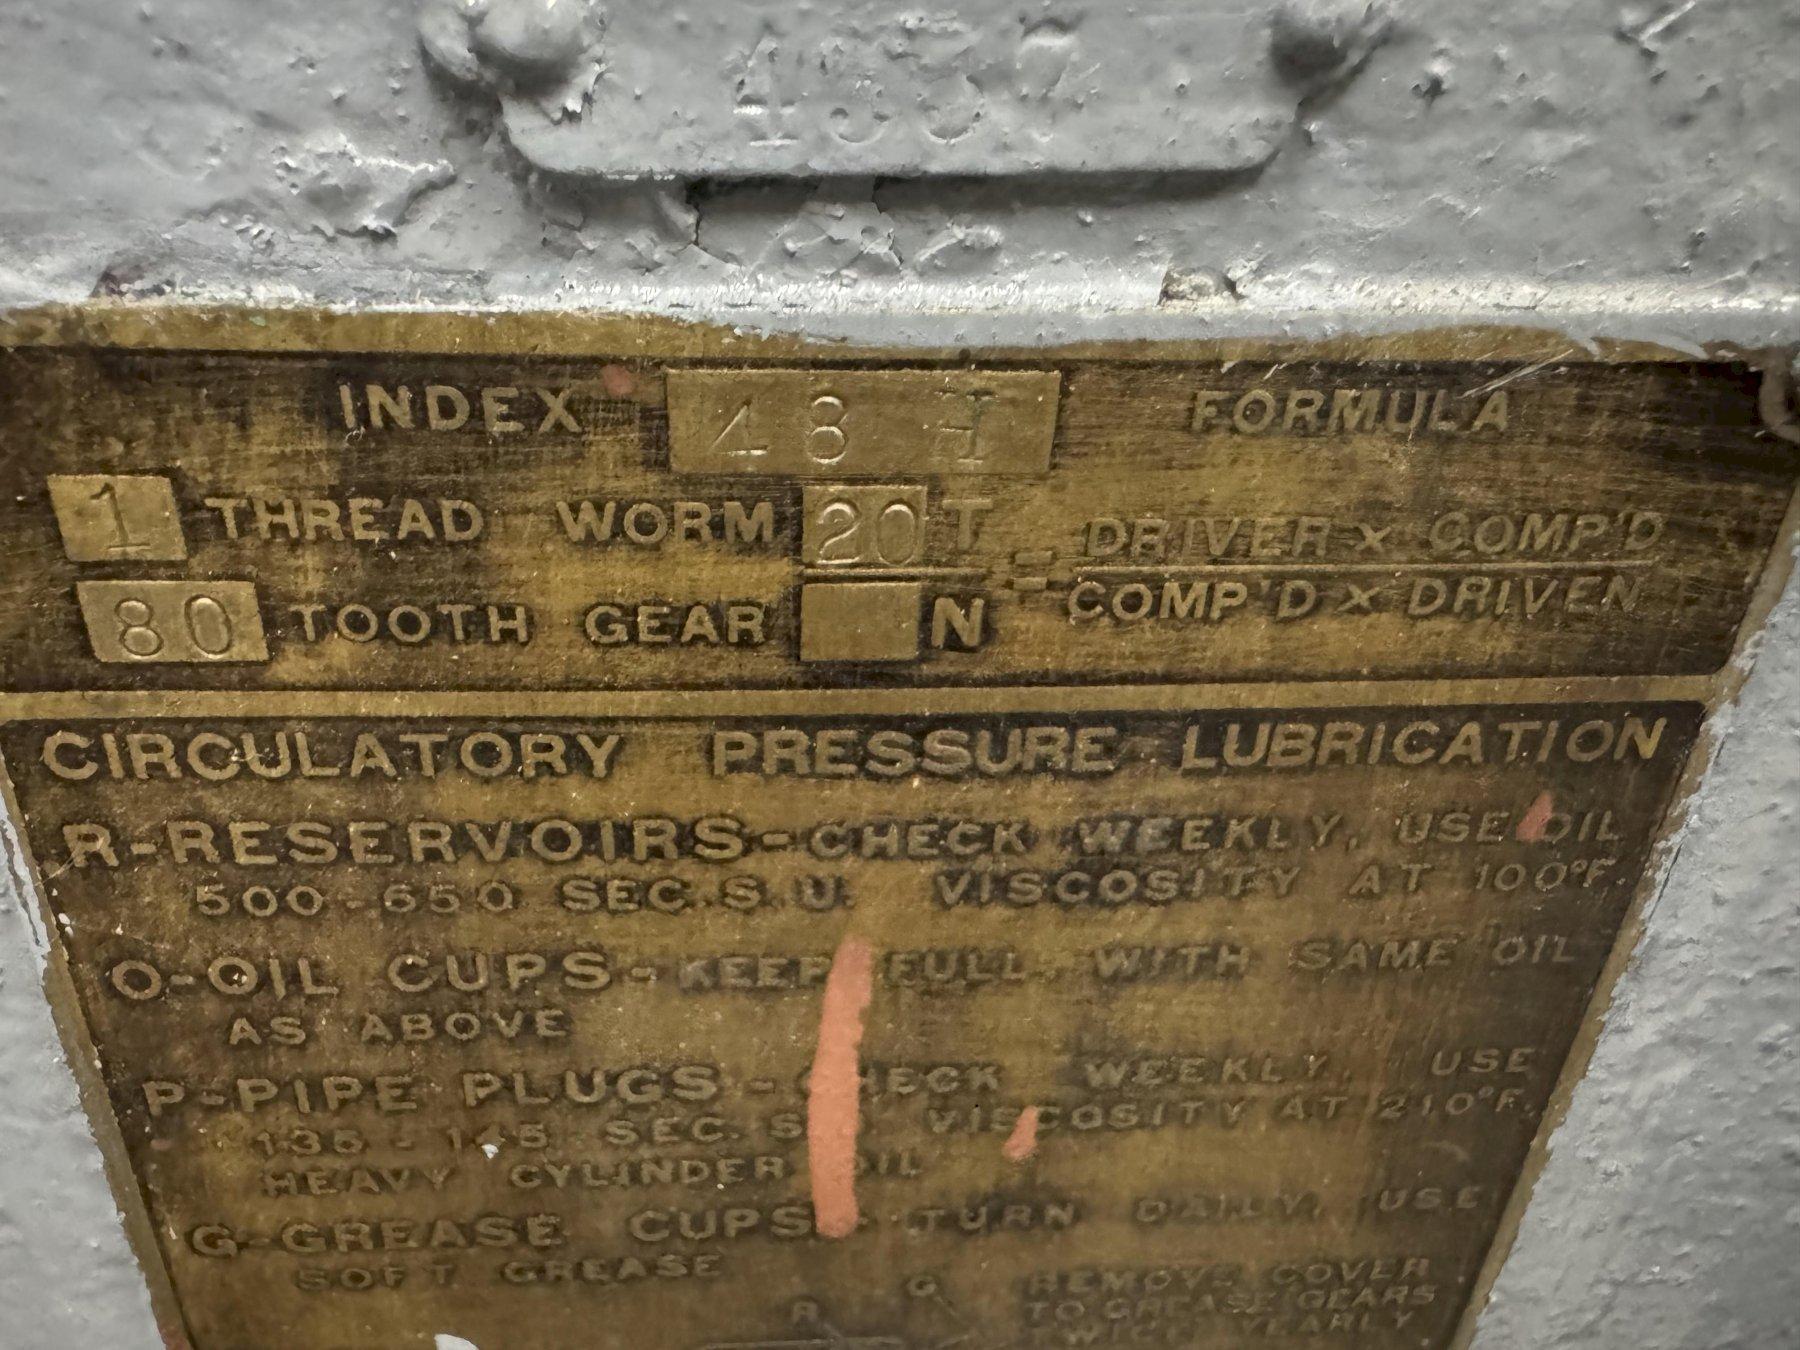 INDEX 48 T FORMULA
1 THREAD WORM 20 T = DRIVER × COMP'D
80 TOOTH GEAR N COMP'D × DRIVEN
CIRCULATORY PRESSURE LUBRICATION
R-RESERVOIRS-CHECK WEEKLY, USE OIL
500-650 SEC. S. U. VISCOSITY AT 100°F.
O-OIL CUPS-KEEP FULL WITH SAME OIL
AS ABOVE
P-PIPE PLUGS-CHECK WEEKLY, USE
SEC. VISCOSITY AT 210°F.
HEAVY CYLINDER OIL
G-GREASE CUPS-TURN DAILY, USE
SOFT GREASE
G REMOVE COVER
R TO GREASE GEARS
YEARLY